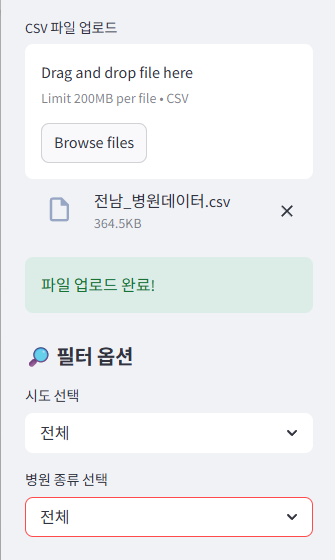 CSV 파일 업로드
Drag and drop file here
Limit 200MB per file • CSV
Browse files
전남_병원데이터.csv
364.5KB
파일 업로드 완료!
필터 옵션
시도 선택
전체
병원 종류 선택
전체